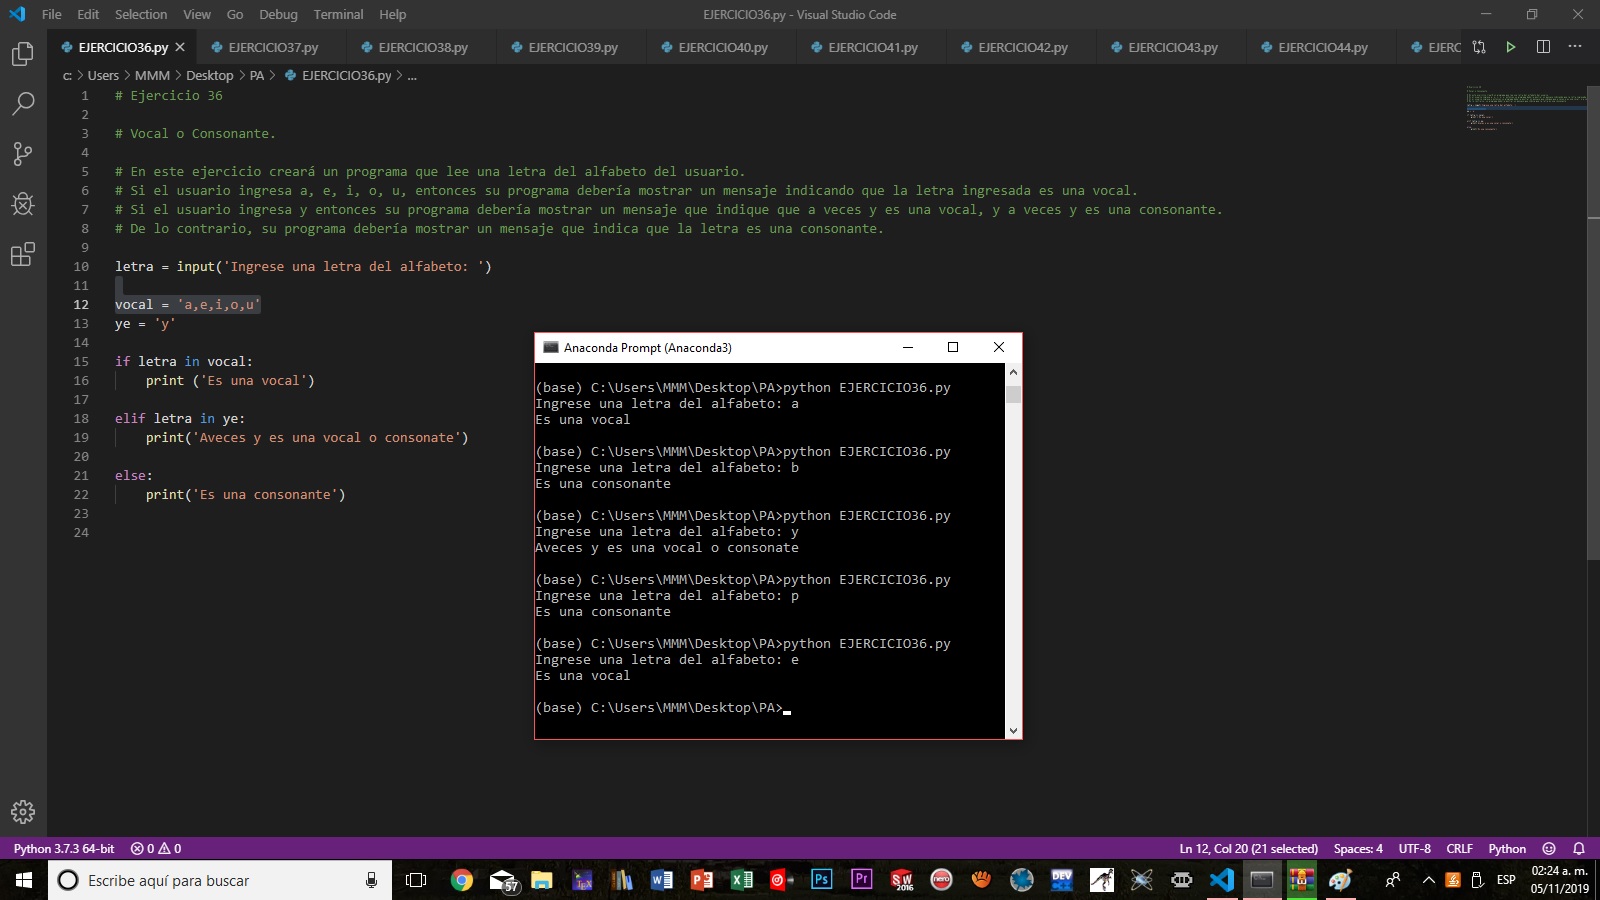 File Edit Selection View Go Debug Terminal Help
EJERCICIO36.py - Visual Studio Code
EJERCICIO36.py EJERCICIO37.py EJERCICIO38.py EJERCICIO39.py EJERCICIO40.py EJERCICIO41.py EJERCICIO42.py EJERCICIO43.py EJERCICIO44.py EJERC
c: > Users > MMM > Desktop > PA > EJERCICIO36.py > ...
1 # Ejercicio 36
2
3 # Vocal o Consonante.
4
5 # En este ejercicio creará un programa que lee una letra del alfabeto del usuario.
6 # Si el usuario ingresa a, e, i, o, u, entonces su programa debería mostrar un mensaje indicando que la letra ingresada es una vocal.
7 # Si el usuario ingresa y entonces su programa debería mostrar un mensaje que indique que a veces y es una vocal, y a veces y es una consonante.
8 # De lo contrario, su programa debería mostrar un mensaje que indica que la letra es una consonante.
9
10 letra = input('Ingrese una letra del alfabeto: ')
11
12 vocal = 'a,e,i,o,u'
13 ye = 'y'
14
15 if letra in vocal:
16 print ('Es una vocal')
17
18 elif letra in ye:
19 print('Aveces y es una vocal o consonate')
20
21 else:
22 print('Es una consonante')
23
24
Anaconda Prompt (Anaconda3)
(base) C:\Users\MMM\Desktop\PA>python EJERCICIO36.py
Ingrese una letra del alfabeto: a
Es una vocal
(base) C:\Users\MMM\Desktop\PA>python EJERCICIO36.py
Ingrese una letra del alfabeto: b
Es una consonante
(base) C:\Users\MMM\Desktop\PA>python EJERCICIO36.py
Ingrese una letra del alfabeto: y
Aveces y es una vocal o consonate
(base) C:\Users\MMM\Desktop\PA>python EJERCICIO36.py
Ingrese una letra del alfabeto: p
Es una consonante
(base) C:\Users\MMM\Desktop\PA>python EJERCICIO36.py
Ingrese una letra del alfabeto: e
Es una vocal
(base) C:\Users\MMM\Desktop\PA>
Python 3.7.3 64-bit 0 0 Ln 12, Col 20 (21 selected) Spaces: 4 UTF-8 CRLF Python
Escribe aquí para buscar
57
Ps Pr SW 2016 nero DEV
ESP
02:24 a. m.
05/11/2019